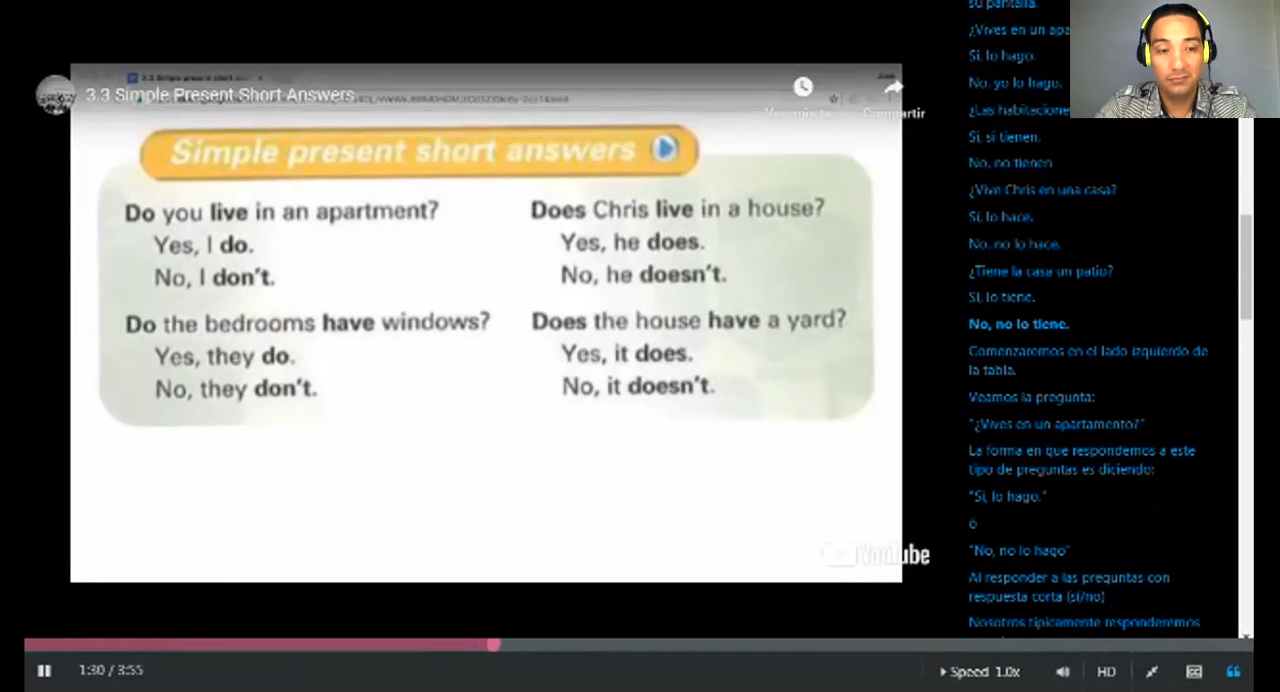 3.3 Simple Present Short Answers
Compartir
Simple present short answers
Do you live in an apartment?
Yes, I do.
No, I don't.
Do the bedrooms have windows?
Yes, they do.
No, they don't.
Does Chris live in a house?
Yes, he does.
No, he doesn't.
Does the house have a yard?
Yes, it does.
No, it doesn't.
YouTube
su pantalla.
¿Vives en un apa
Sí, lo hago.
No, yo lo hago.
¿Las habitacione
Sí, si tienen.
No, no tienen
¿Vive Chris en una casa?
Sí, lo hace.
No, no lo hace.
¿Tiene la casa un patio?
Sí, lo tiene.
No, no lo tiene.
Comenzaremos en el lado izquierdo de
la tabla.
Veamos la pregunta:
"¿Vives en un apartamento?"
La forma en que respondemos a este
tipo de preguntas es diciendo:
"Sí, lo hago."
ó
"No, no lo hago"
Al responder a las preguntas con
respuesta corta (sí/no)
Nosotros típicamente responderemos
1:30 / 3:55
Speed 1.0x
HD